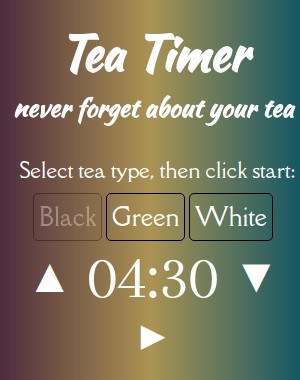 Tea Timer
never forget about your tea
Select tea type, then click start:
Black Green White
▲ 04:30 ▼
►